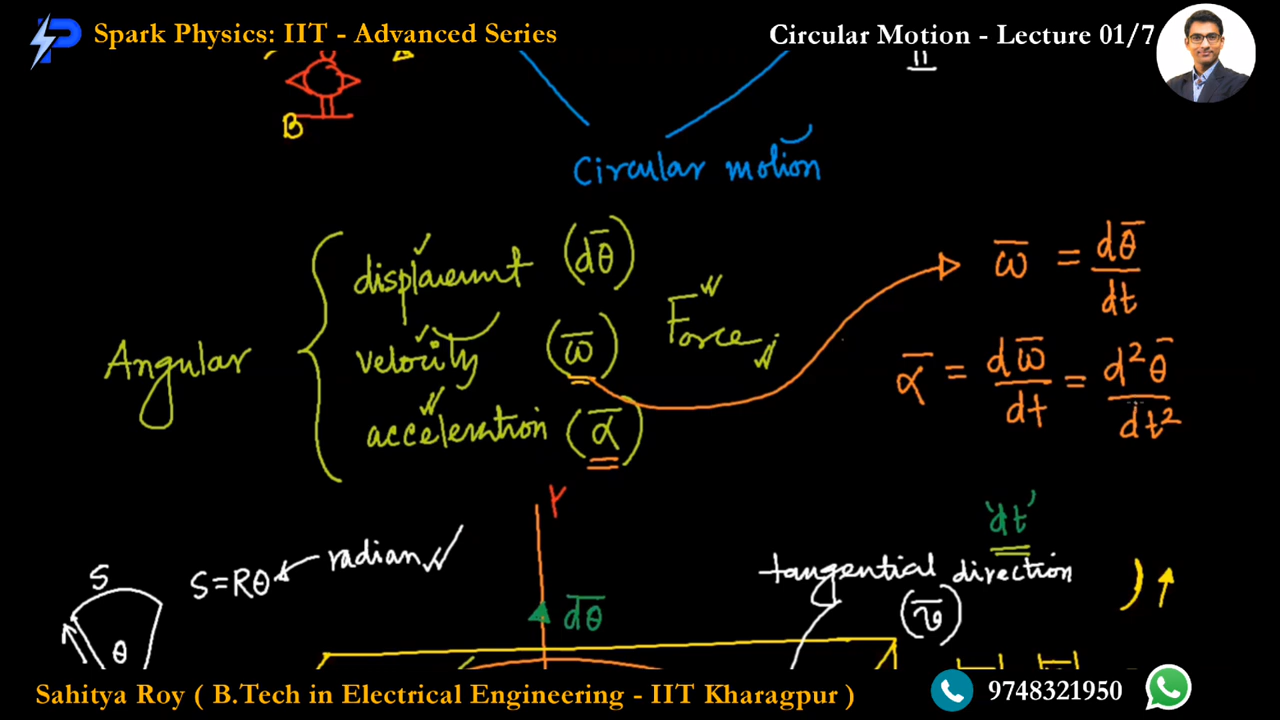 Spark Physics: IIT - Advanced Series
Circular Motion - Lecture 01/7
B
Circular motion
Angular
displacemnt (dθ̄)
velocity (ω̄)
acceleration (α̅)
Force
ω̄ = dθ̄/dt
α̅ = dω̄/dt = d²θ̄/dt²
'dt'
Y
S
S=Rθ
radian
θ
dθ̄
tangential direction
(v̄)
Sahitya Roy ( B.Tech in Electrical Engineering - IIT Kharagpur )
9748321950